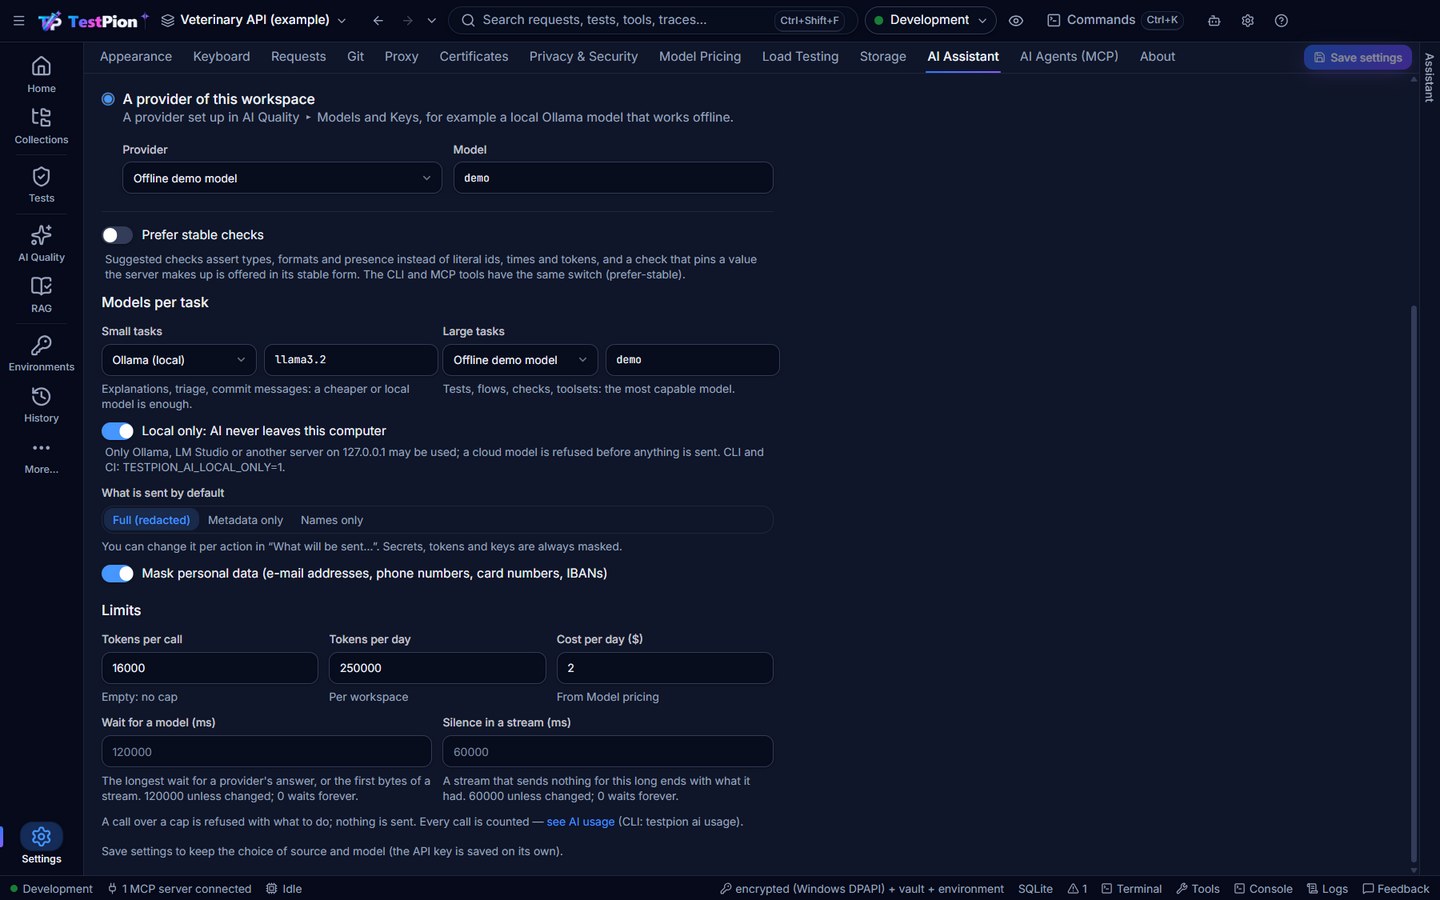 TestPion
Veterinary API (example)
Search requests, tests, tools, traces...
Ctrl+Shift+F
Development
Commands
Ctrl+K
Appearance
Keyboard
Requests
Git
Proxy
Certificates
Privacy & Security
Model Pricing
Load Testing
Storage
AI Assistant
AI Agents (MCP)
About
Save settings
Assistant
Home
Collections
Tests
AI Quality
RAG
Environments
History
More...
Settings
A provider of this workspace
A provider set up in AI Quality ‣ Models and Keys, for example a local Ollama model that works offline.
Provider
Model
Offline demo model
demo
Prefer stable checks
Suggested checks assert types, formats and presence instead of literal ids, times and tokens, and a check that pins a value
the server makes up is offered in its stable form. The CLI and MCP tools have the same switch (prefer-stable).
Models per task
Small tasks
Large tasks
Ollama (local)
llama3.2
Offline demo model
demo
Explanations, triage, commit messages: a cheaper or local
model is enough.
Tests, flows, checks, toolsets: the most capable model.
Local only: AI never leaves this computer
Only Ollama, LM Studio or another server on 127.0.0.1 may be used; a cloud model is refused before anything is sent. CLI and
CI: TESTPION_AI_LOCAL_ONLY=1.
What is sent by default
Full (redacted)
Metadata only
Names only
You can change it per action in “What will be sent...”. Secrets, tokens and keys are always masked.
Mask personal data (e-mail addresses, phone numbers, card numbers, IBANs)
Limits
Tokens per call
Tokens per day
Cost per day ($)
16000
250000
2
Empty: no cap
Per workspace
From Model pricing
Wait for a model (ms)
Silence in a stream (ms)
120000
60000
The longest wait for a provider's answer, or the first bytes of a
stream. 120000 unless changed; 0 waits forever.
A stream that sends nothing for this long ends with what it
had. 60000 unless changed; 0 waits forever.
A call over a cap is refused with what to do; nothing is sent. Every call is counted — see AI usage (CLI: testpion ai usage).
Save settings to keep the choice of source and model (the API key is saved on its own).
Development
1 MCP server connected
Idle
encrypted (Windows DPAPI) + vault + environment
SQLite
1
Terminal
Tools
Console
Logs
Feedback